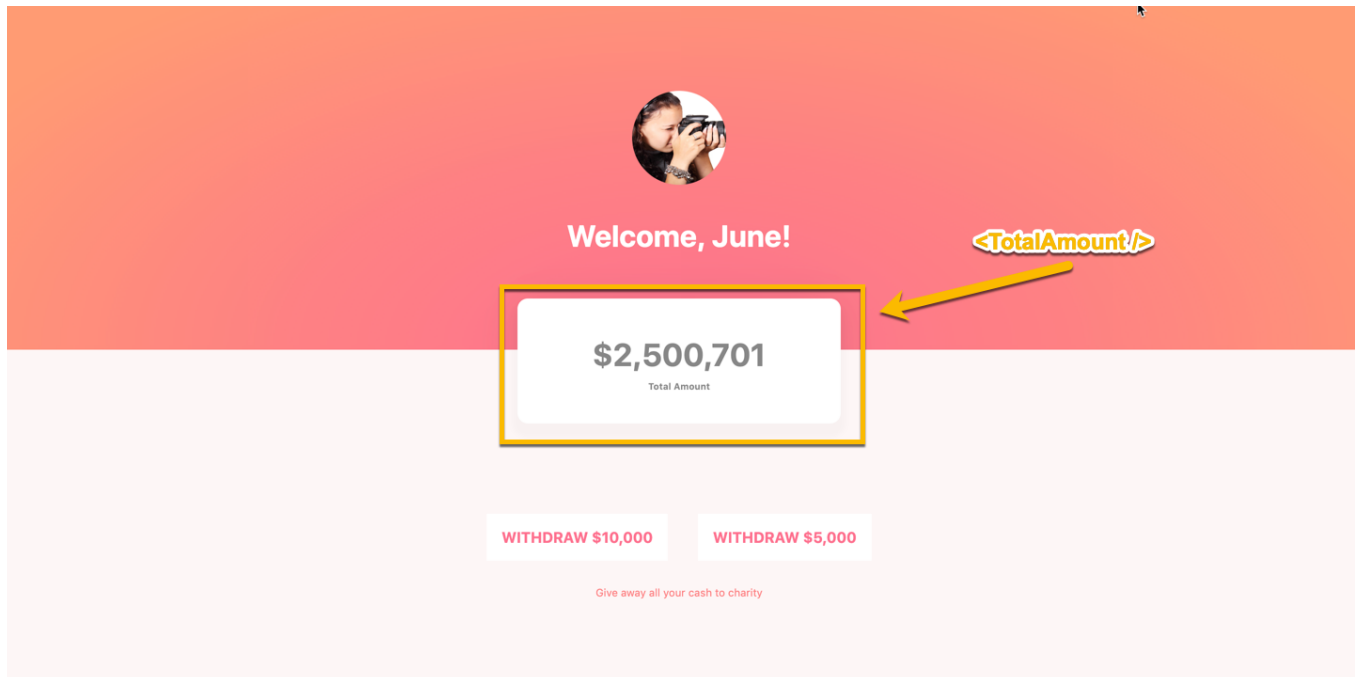 Welcome, June!
<TotalAmount />
$2,500,701
Total Amount
WITHDRAW $10,000
WITHDRAW $5,000
Give away all your cash to charity